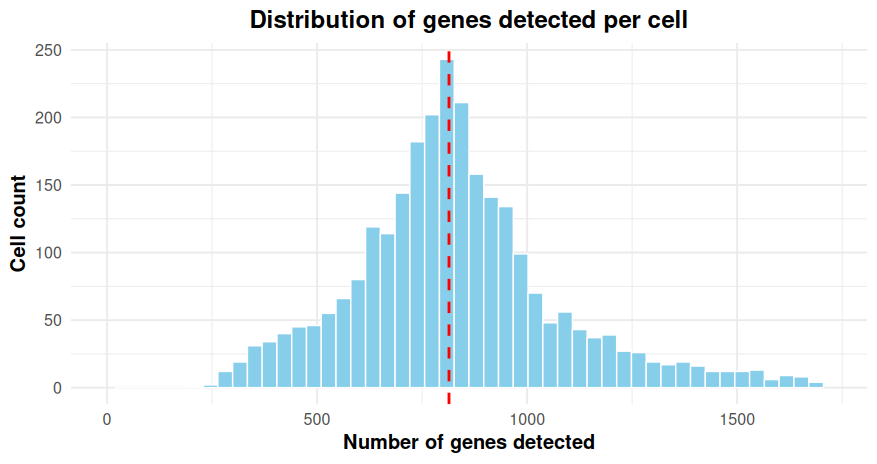 Distribution of genes detected per cell
250
200
150
100
50
0
Cell count
0 500 1000 1500
Number of genes detected